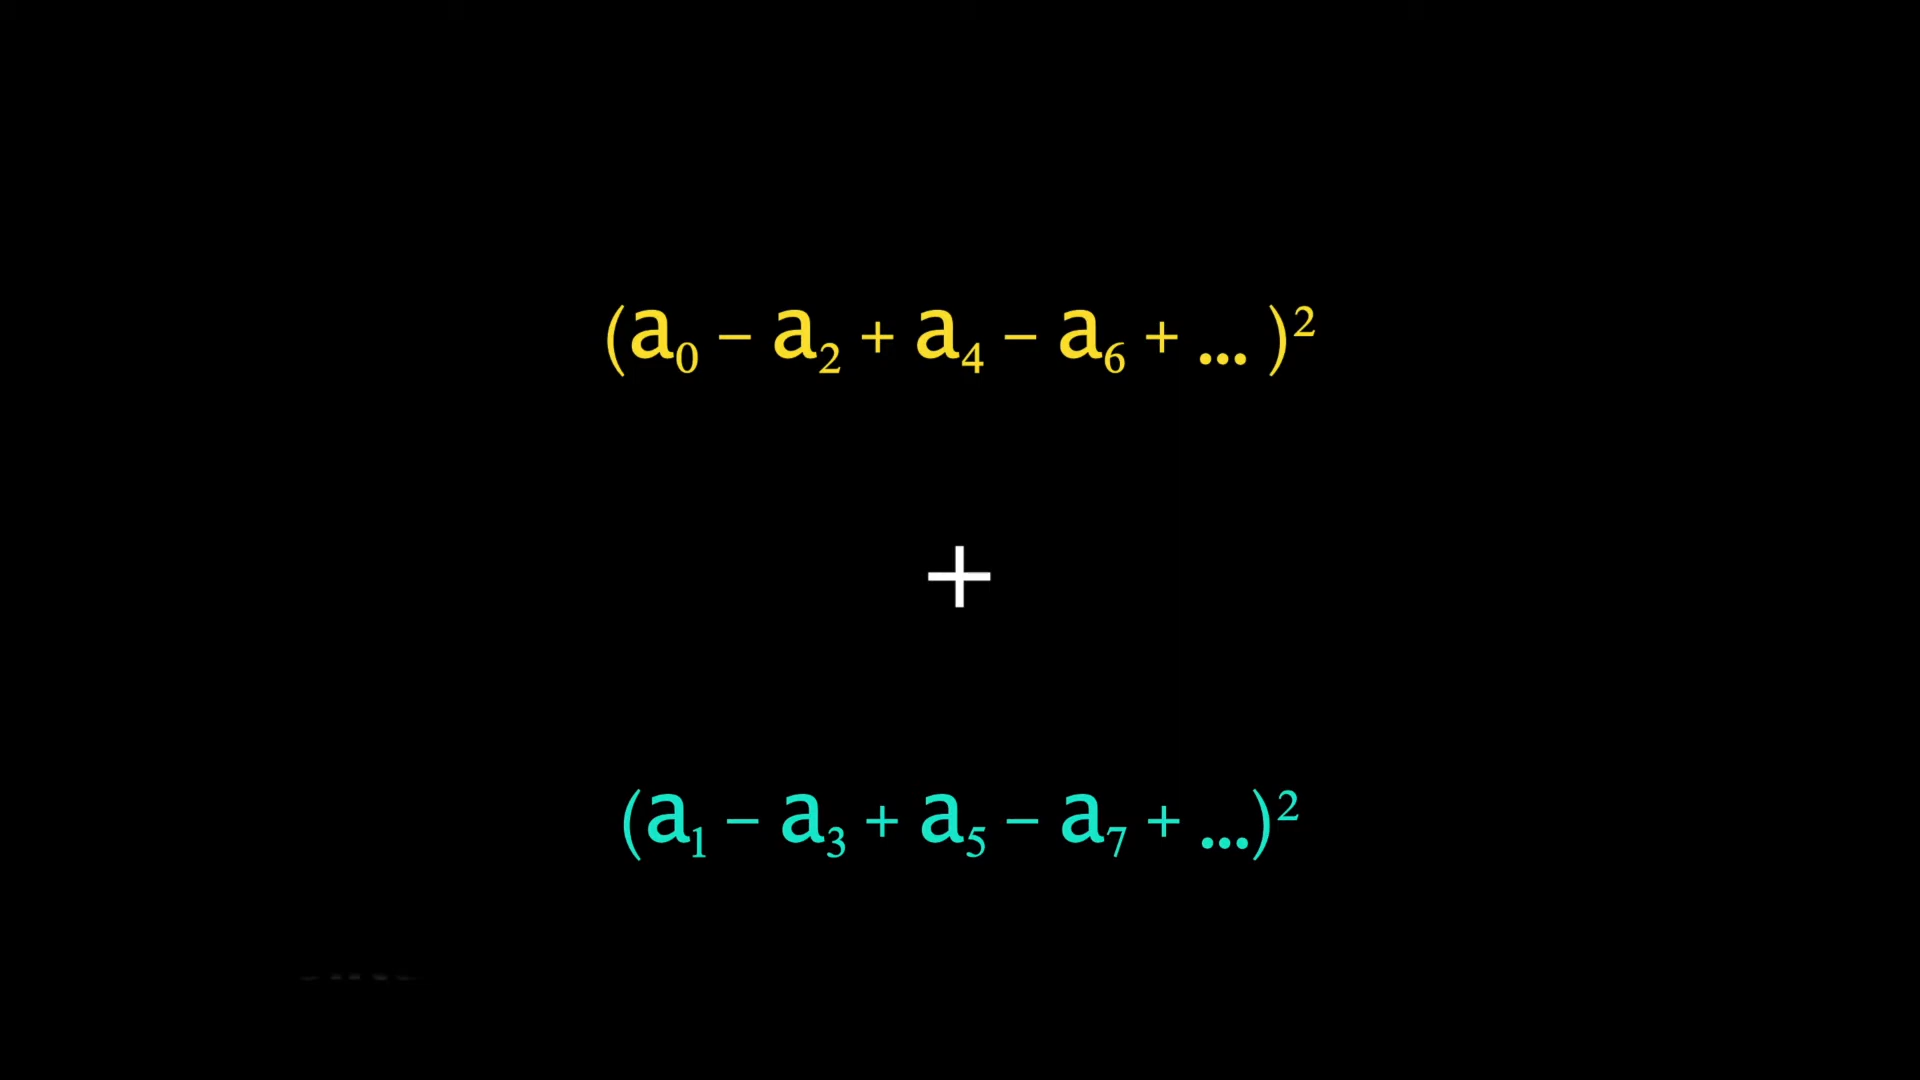 (a₀ − a₂ + a₄ − a₆ + ... )²
+
(a₁ − a₃ + a₅ − a₇ + ...)²